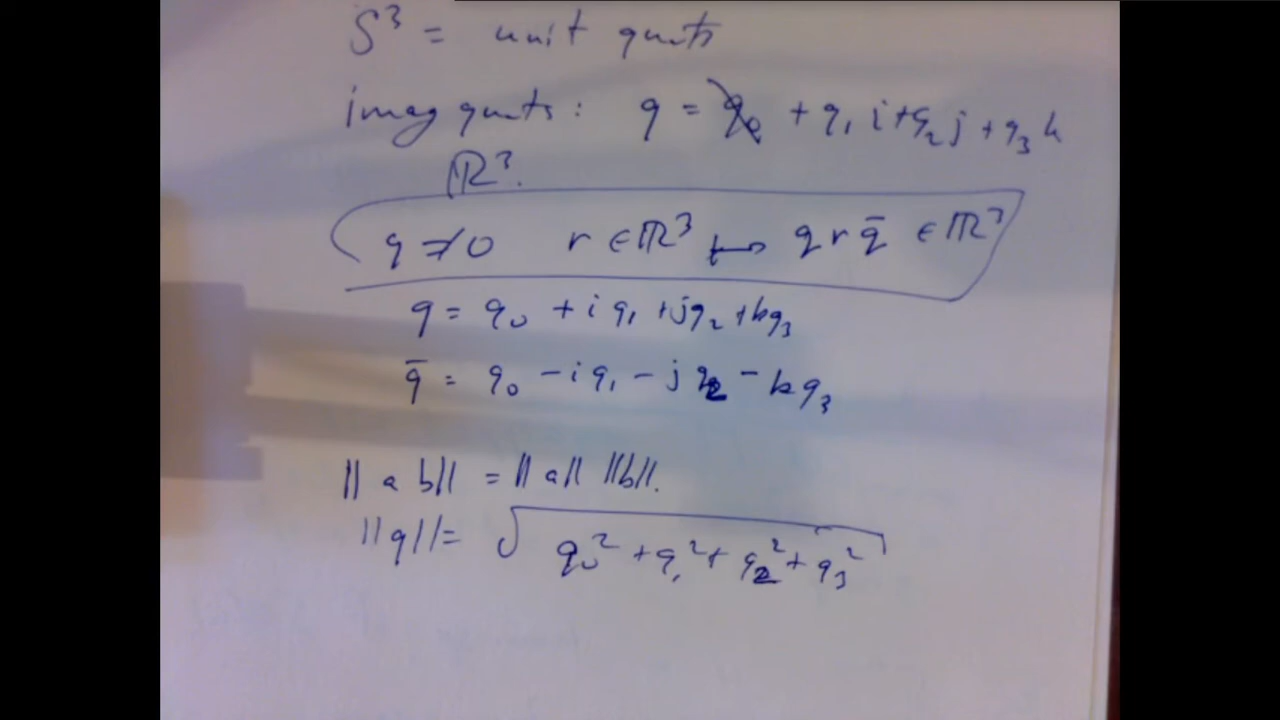 S³ = unit quats
imag quats: q = q₀ + q₁ i + q₂ j + q₃ k
ℝ³.
q ≠ 0 r ∈ ℝ³ ↦ q r q̄ ∈ ℝ³
q = q₀ + i q₁ + j q₂ + k q₃
q̄ = q₀ - i q₁ - j q₂ - k q₃
|| a b || = || a || || b ||.
|| q || = √(q₀² + q₁² + q₂² + q₃²)